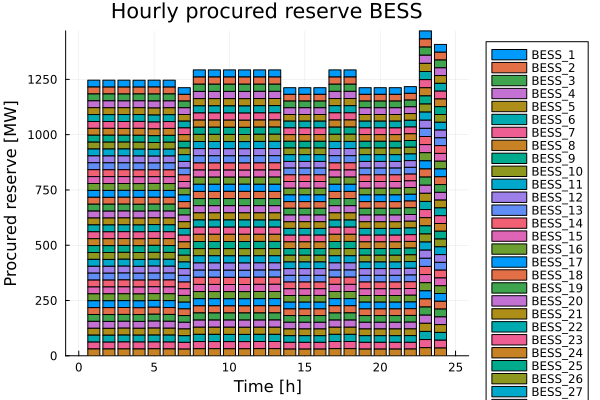 Hourly procured reserve BESS
Procured reserve [MW]
1250
1000
750
500
250
0
0 5 10 15 20 25
Time [h]
BESS_1
BESS_2
BESS_3
BESS_4
BESS_5
BESS_6
BESS_7
BESS_8
BESS_9
BESS_10
BESS_11
BESS_12
BESS_13
BESS_14
BESS_15
BESS_16
BESS_17
BESS_18
BESS_19
BESS_20
BESS_21
BESS_22
BESS_23
BESS_24
BESS_25
BESS_26
BESS_27